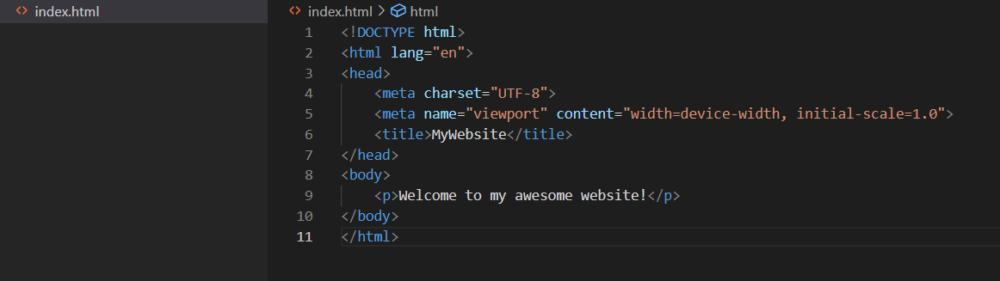 index.html
index.html > html
1 <!DOCTYPE html>
2 <html lang="en">
3 <head>
4     <meta charset="UTF-8">
5     <meta name="viewport" content="width=device-width, initial-scale=1.0">
6     <title>MyWebsite</title>
7 </head>
8 <body>
9     <p>Welcome to my awesome website!</p>
10 </body>
11 </html>